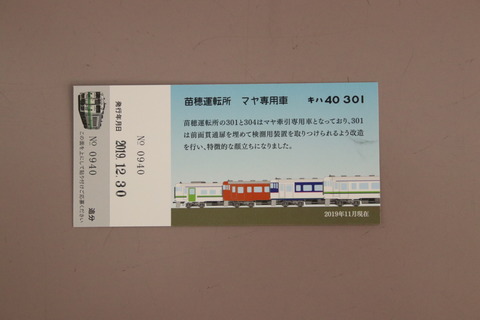 苗穂運転所 マヤ専用車 キハ40 301
苗穂運転所の301と304はマヤ牽引専用車となっており、301
は前面貫通扉を埋めて検測用装置を取りつけられるよう改造
を行い、特徴的な顔立ちになりました。
2019年11月現在
№ 0940
発行年月日
2019.12.30
№ 0940
追分